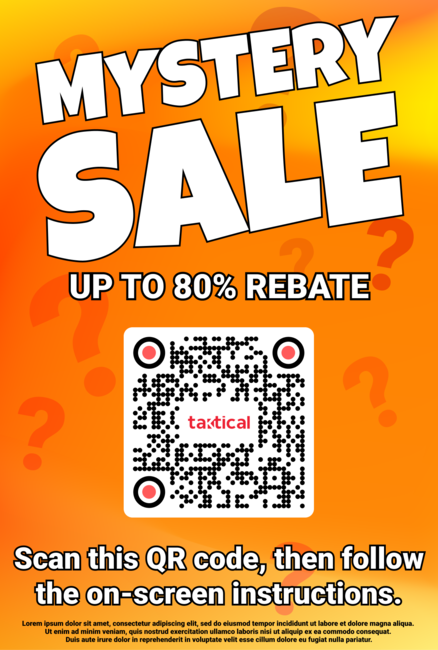 MYSTERY
SALE
UP TO 80% REBATE
taktical
Scan this QR code, then follow
the on-screen instructions.
Lorem ipsum dolor sit amet, consectetur adipiscing elit, sed do eiusmod tempor incididunt ut labore et dolore magna aliqua.
Ut enim ad minim veniam, quis nostrud exercitation ullamco laboris nisi ut aliquip ex ea commodo consequat.
Duis aute irure dolor in reprehenderit in voluptate velit esse cillum dolore eu fugiat nulla pariatur.